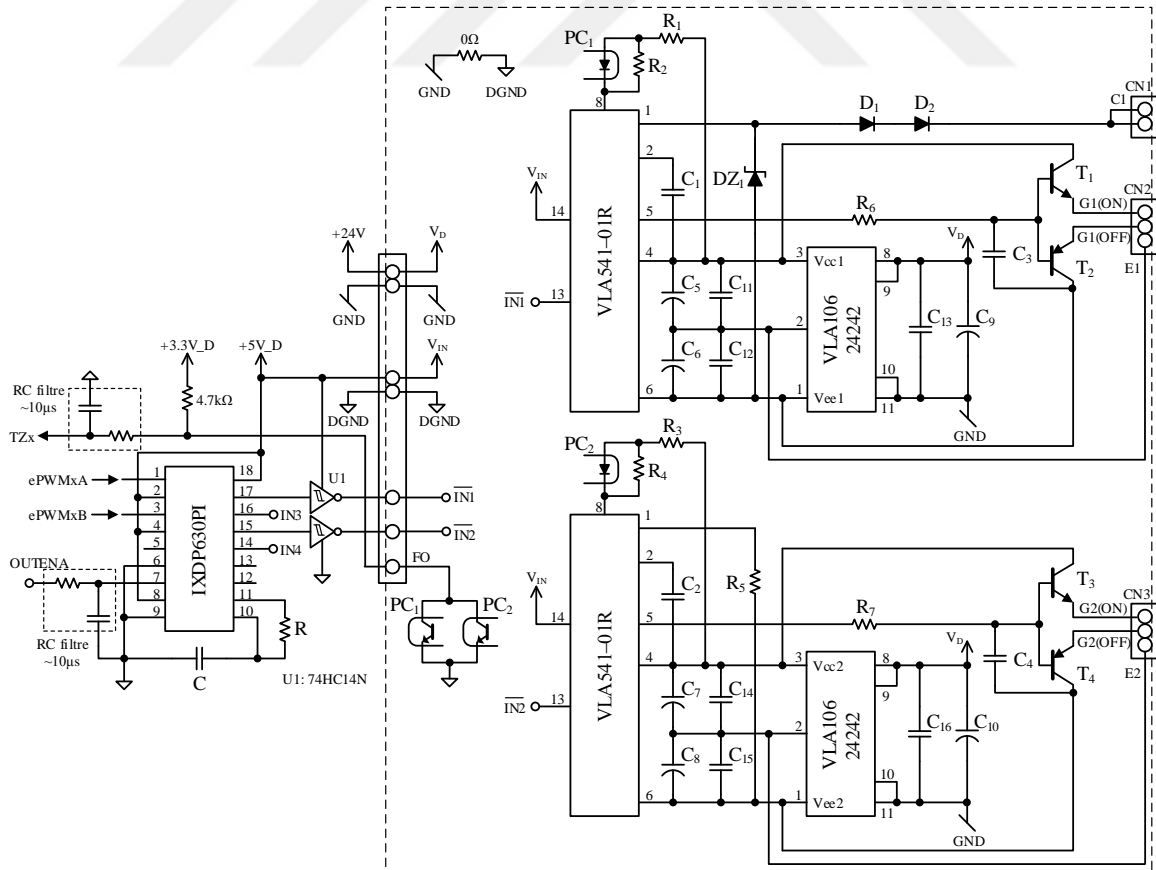 0Ω
GND
DGND
PC1
R1
R2
8
1
D1
D2
C1
CN1
2
C1
DZ1
VIN
14
VLA541–01R
5
R6
T1
G1(ON)
CN2
G1(OFF)
T2
E1
C3
4
3
Vcc1
8
9
VD
C5
C11
2
VLA106
24242
C13
C9
IN1
13
C6
C12
10
6
1
Vee1
11
GND
+24V
VD
GND
GND
VIN
+3.3V_D
+5V_D
4.7kΩ
DGND
DGND
RC filtre
~10µs
TZx
U1
ePWMxA
ePWMxB
OUTENA
1
2
3
4
5
6
7
8
9
IXDP630PI
18
17
16
15
14
13
12
11
10
IN3
IN4
IN1
IN2
FO
RC filtre
~10µs
R
C
U1: 74HC14N
PC1
PC2
PC2
R3
R4
8
1
2
C2
R5
VIN
14
VLA541–01R
5
R7
T3
G2(ON)
CN3
G2(OFF)
T4
E2
C4
4
3
Vcc2
8
9
VD
IN2
13
C7
C14
2
VLA106
24242
C16
C10
C8
C15
10
6
1
Vee2
11
GND